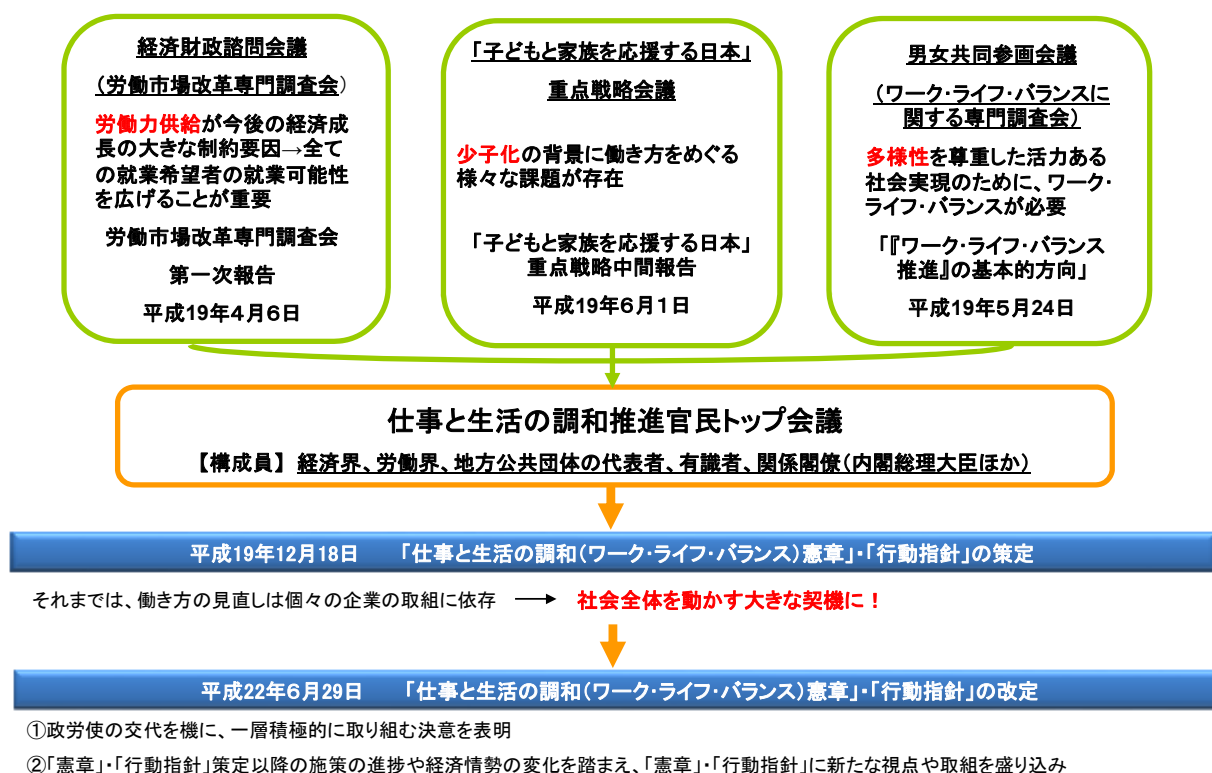 経済財政諮問会議
（労働市場改革専門調査会）
労働力供給が今後の経済成
長の大きな制約要因→全て
の就業希望者の就業可能性
を広げることが重要
労働市場改革専門調査会
第一次報告
平成19年４月６日
「子どもと家族を応援する日本」
重点戦略会議
少子化の背景に働き方をめぐる
様々な課題が存在
「子どもと家族を応援する日本」
重点戦略中間報告
平成19年６月１日
男女共同参画会議
（ワーク・ライフ・バランスに
関する専門調査会）
多様性を尊重した活力ある
社会実現のために、ワーク・
ライフ・バランスが必要
「『ワーク・ライフ・バランス
推進』の基本的方向」
平成19年５月24日
仕事と生活の調和推進官民トップ会議
【構成員】 経済界、労働界、地方公共団体の代表者、有識者、関係閣僚（内閣総理大臣ほか）
平成19年12月18日 「仕事と生活の調和（ワーク・ライフ・バランス）憲章」・「行動指針」の策定
それまでは、働き方の見直しは個々の企業の取組に依存 → 社会全体を動かす大きな契機に！
平成22年６月29日 「仕事と生活の調和（ワーク・ライフ・バランス）憲章」・「行動指針」の改定
①政労使の交代を機に、一層積極的に取り組む決意を表明
②「憲章」・「行動指針」策定以降の施策の進捗や経済情勢の変化を踏まえ、「憲章」・「行動指針」に新たな視点や取組を盛り込み